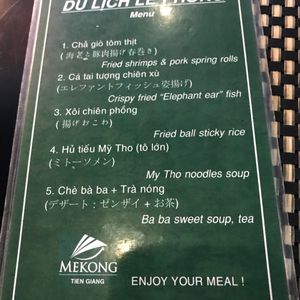 DU LỊCH LÊ PHONG
Menu
1. Chả giò tôm thịt
(海老と豚肉揚げ春巻き)
Fried shrimps & pork spring rolls
2. Cá tai tượng chiên xù
(エレファントフィッシュ姿揚げ)
Crispy fried "Elephant ear" fish
3. Xôi chiên phồng
(揚げおこわ)
Fried ball sticky rice
4. Hủ tiếu Mỹ Tho (tô lớn)
(ミトーソメン)
My Tho noodles soup
5. Chè bà ba + Trà nóng
(デザート:ゼンザイ + お茶)
Ba ba sweet soup, tea
MEKONG
TIEN GIANG
ENJOY YOUR MEAL !